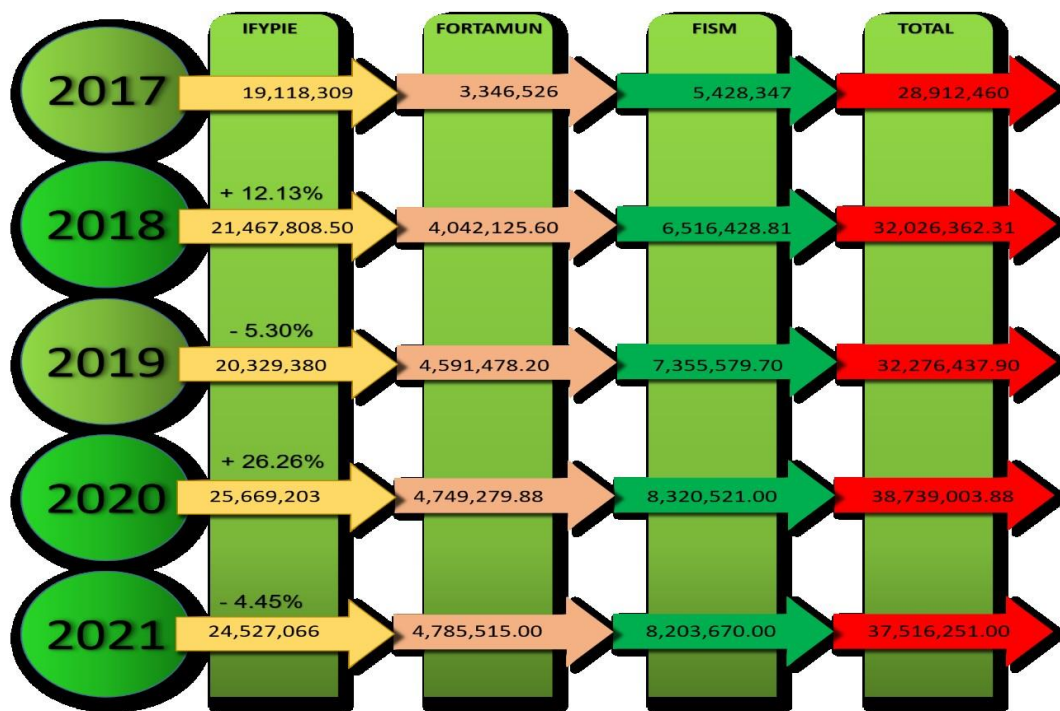 IFYPIE FORTAMUN FISM TOTAL
2017 19,118,309 3,346,526 5,428,347 28,912,460
+ 12.13%
2018 21,467,808.50 4,042,125.60 6,516,428.81 32,026,362.31
- 5.30%
2019 20,329,380 4,591,478.20 7,355,579.70 32,276,437.90
+ 26.26%
2020 25,669,203 4,749,279.88 8,320,521.00 38,739,003.88
- 4.45%
2021 24,527,066 4,785,515.00 8,203,670.00 37,516,251.00